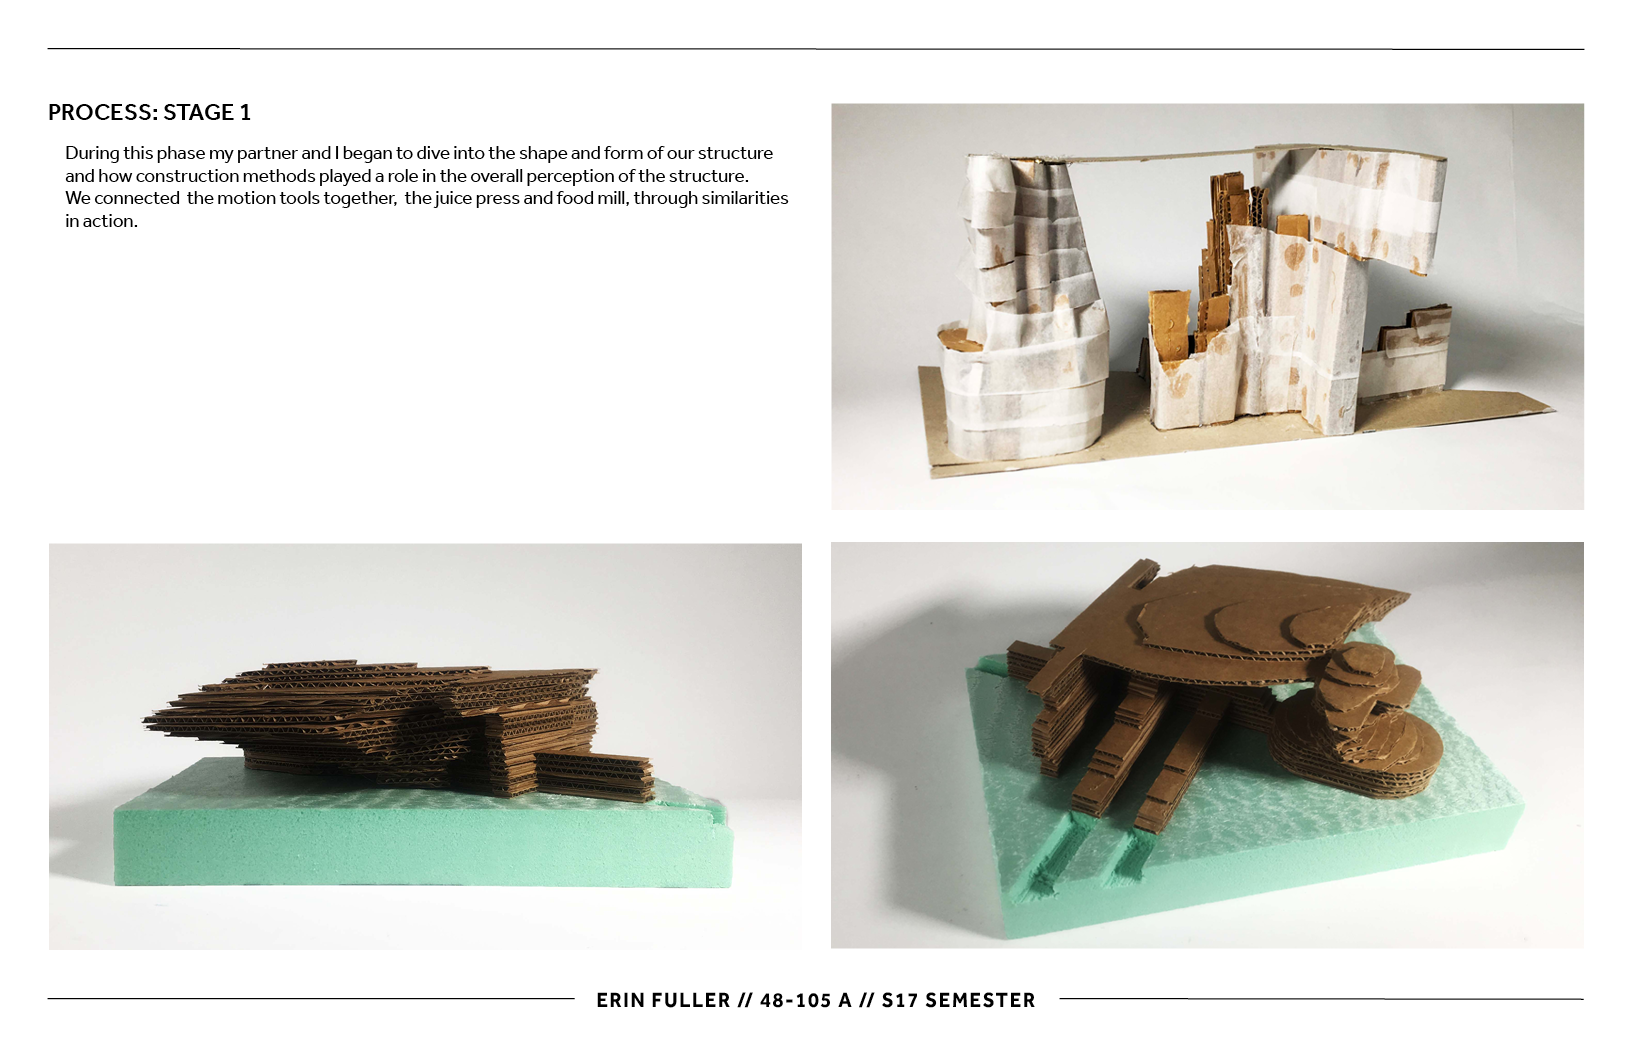 PROCESS: STAGE 1
During this phase my partner and I began to dive into the shape and form of our structure
and how construction methods played a role in the overall perception of the structure.
We connected  the motion tools together,  the juice press and food mill, through similarities
in action.
ERIN FULLER // 48-105 A // S17 SEMESTER